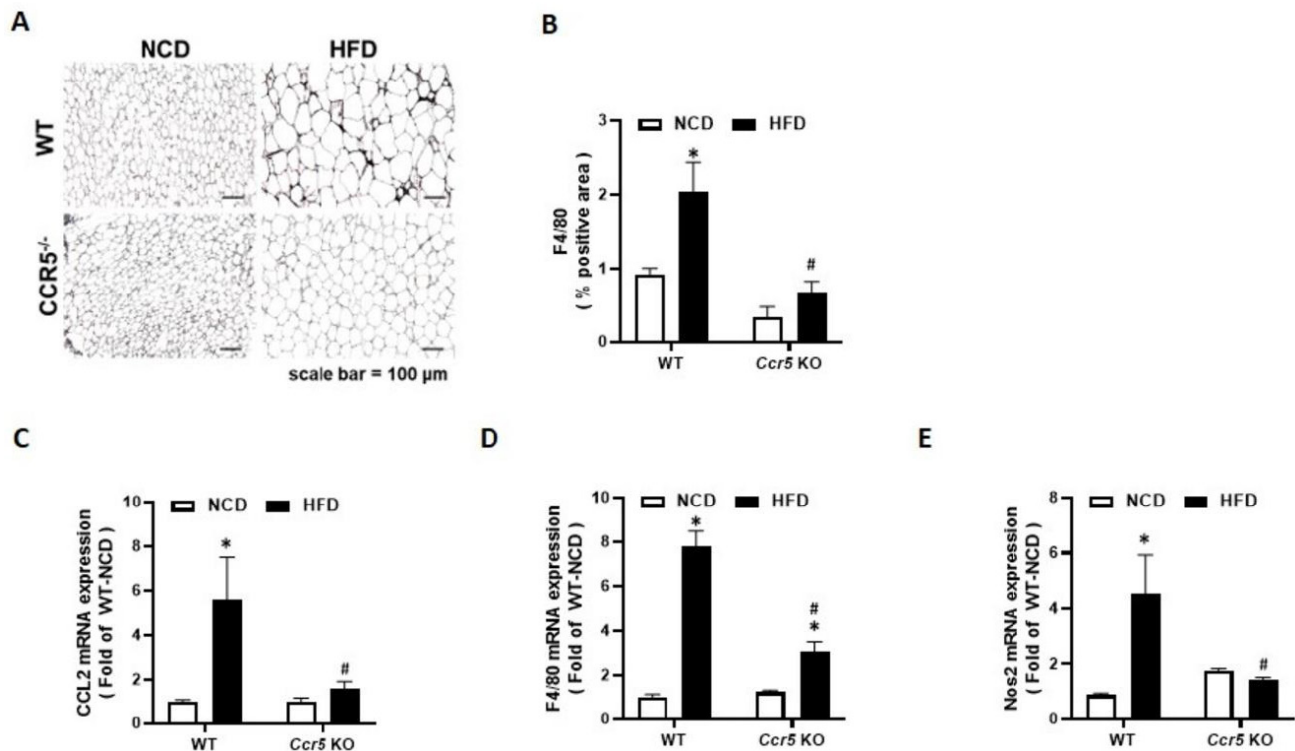 A
NCD HFD
WT
CCR5-/-
scale bar = 100 µm
B
NCD HFD
F4/80
( % positive area )
3
2
1
0
*
#
WT Ccr5 KO
C
NCD HFD
CCL2 mRNA expression
( Fold of WT-NCD )
10
8
6
4
2
0
*
#
WT Ccr5 KO
D
NCD HFD
F4/80 mRNA expression
( Fold of WT-NCD )
10
8
6
4
2
0
*
#
*
WT Ccr5 KO
E
NCD HFD
Nos2 mRNA expression
( Fold of WT-NCD )
8
6
4
2
0
*
#
WT Ccr5 KO